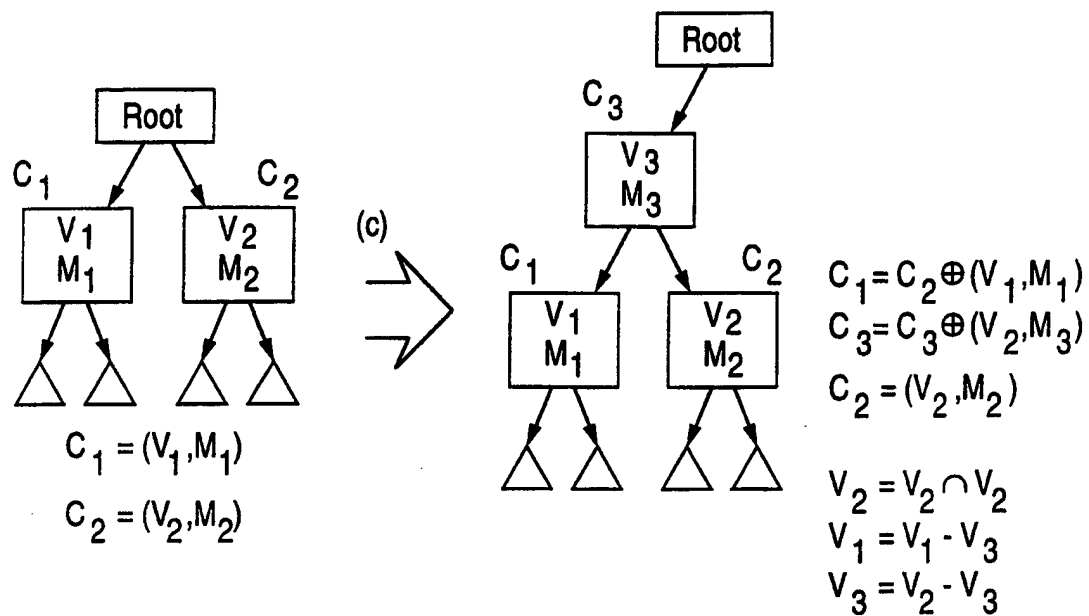 Root
C₁
C₂
V₁
M₁
V₂
M₂
C₁ = (V₁,M₁)
C₂ = (V₂,M₂)
(c)
Root
C₃
V₃
M₃
C₁
C₂
V₁
M₁
V₂
M₂
C₁= C₂⊕(V₁,M₁)
C₃= C₃⊕(V₂,M₃)
C₂ = (V₂,M₂)
V₂ = V₂ ∩ V₂
V₁ = V₁ - V₃
V₃ = V₂ - V₃